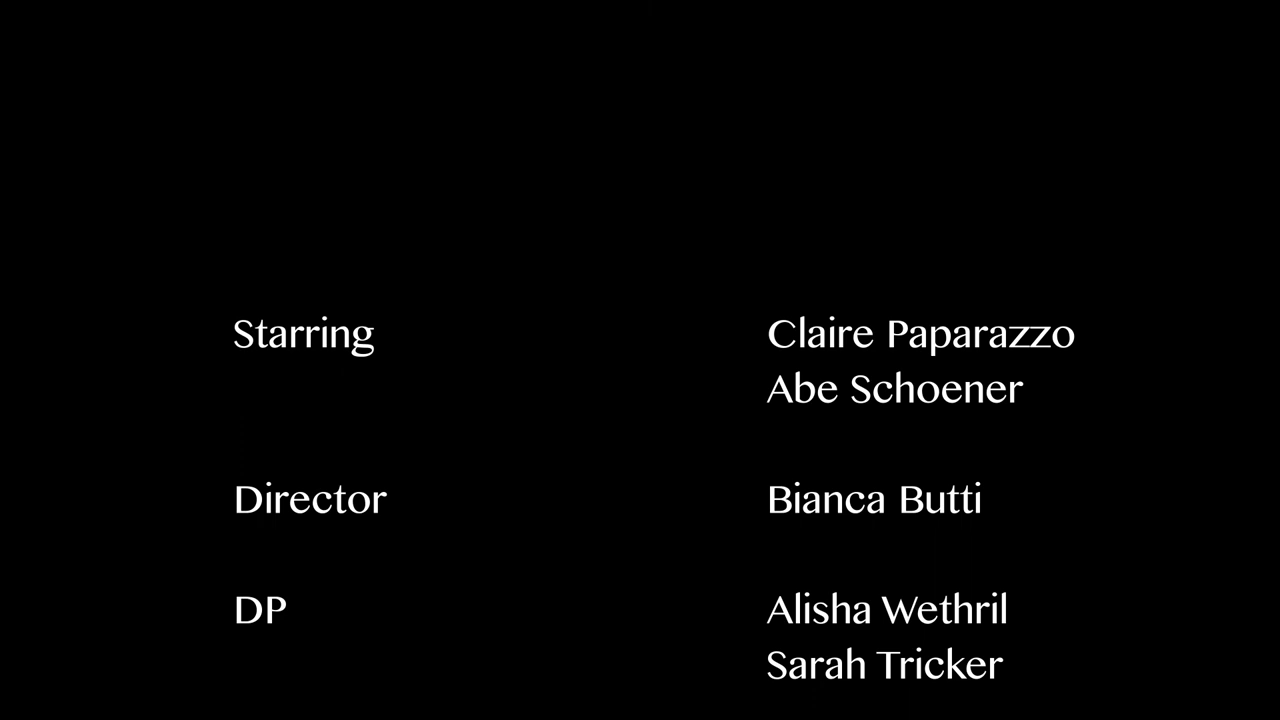 Starring Claire Paparazzo
Abe Schoener
Director Bianca Butti
DP Alisha Wethril
Sarah Tricker